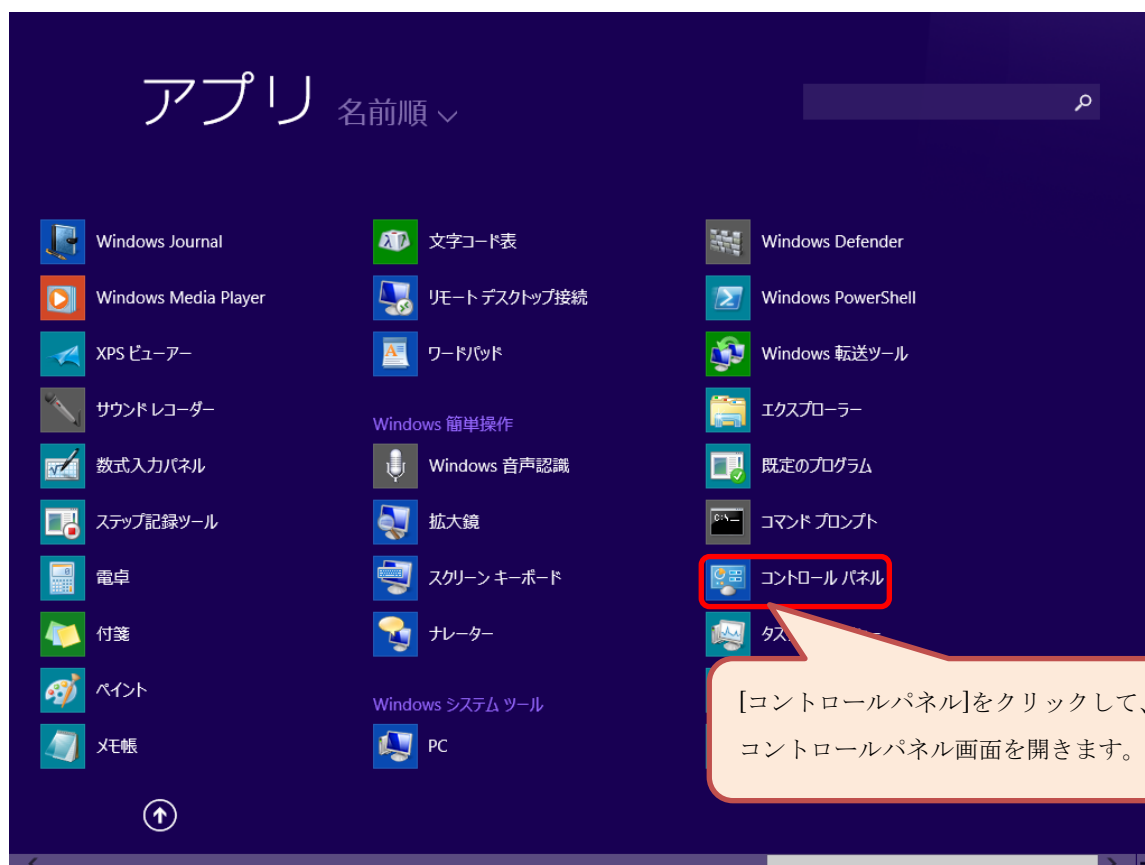 アプリ 名前順
Windows Journal
Windows Media Player
XPS ビューアー
サウンド レコーダー
数式入力パネル
ステップ記録ツール
電卓
付箋
ペイント
メモ帳
文字コード表
リモート デスクトップ接続
ワードパッド
Windows 簡単操作
Windows 音声認識
拡大鏡
スクリーン キーボード
ナレーター
Windows システム ツール
PC
Windows Defender
Windows PowerShell
Windows 転送ツール
エクスプローラー
既定のプログラム
コマンド プロンプト
コントロール パネル
[コントロールパネル]をクリックして、
コントロールパネル画面を開きます。